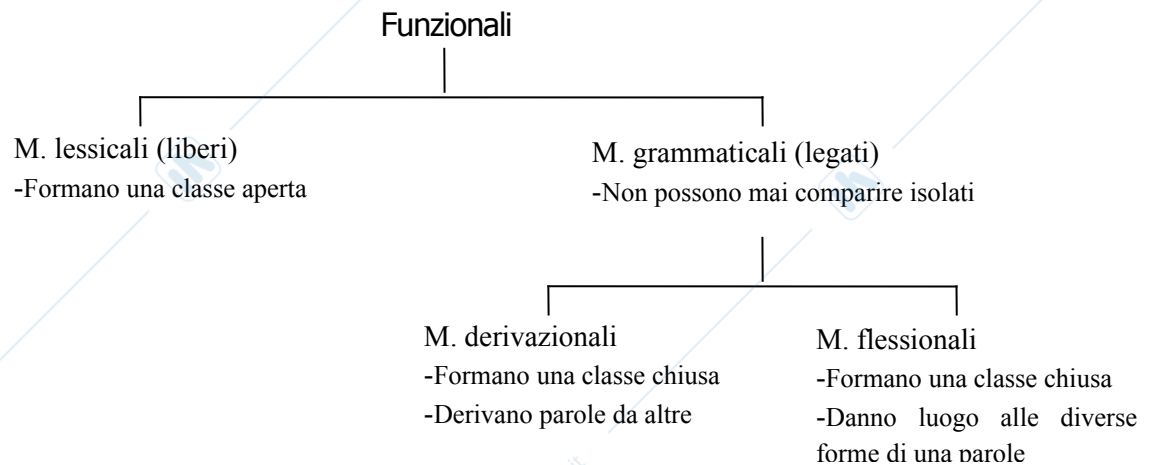 Funzionali
M. lessicali (liberi)
-Formano una classe aperta
M. grammaticali (legati)
-Non possono mai comparire isolati
M. derivazionali
-Formano una classe chiusa
-Derivano parole da altre
M. flessionali
-Formano una classe chiusa
-Danno luogo alle diverse
forme di una parole